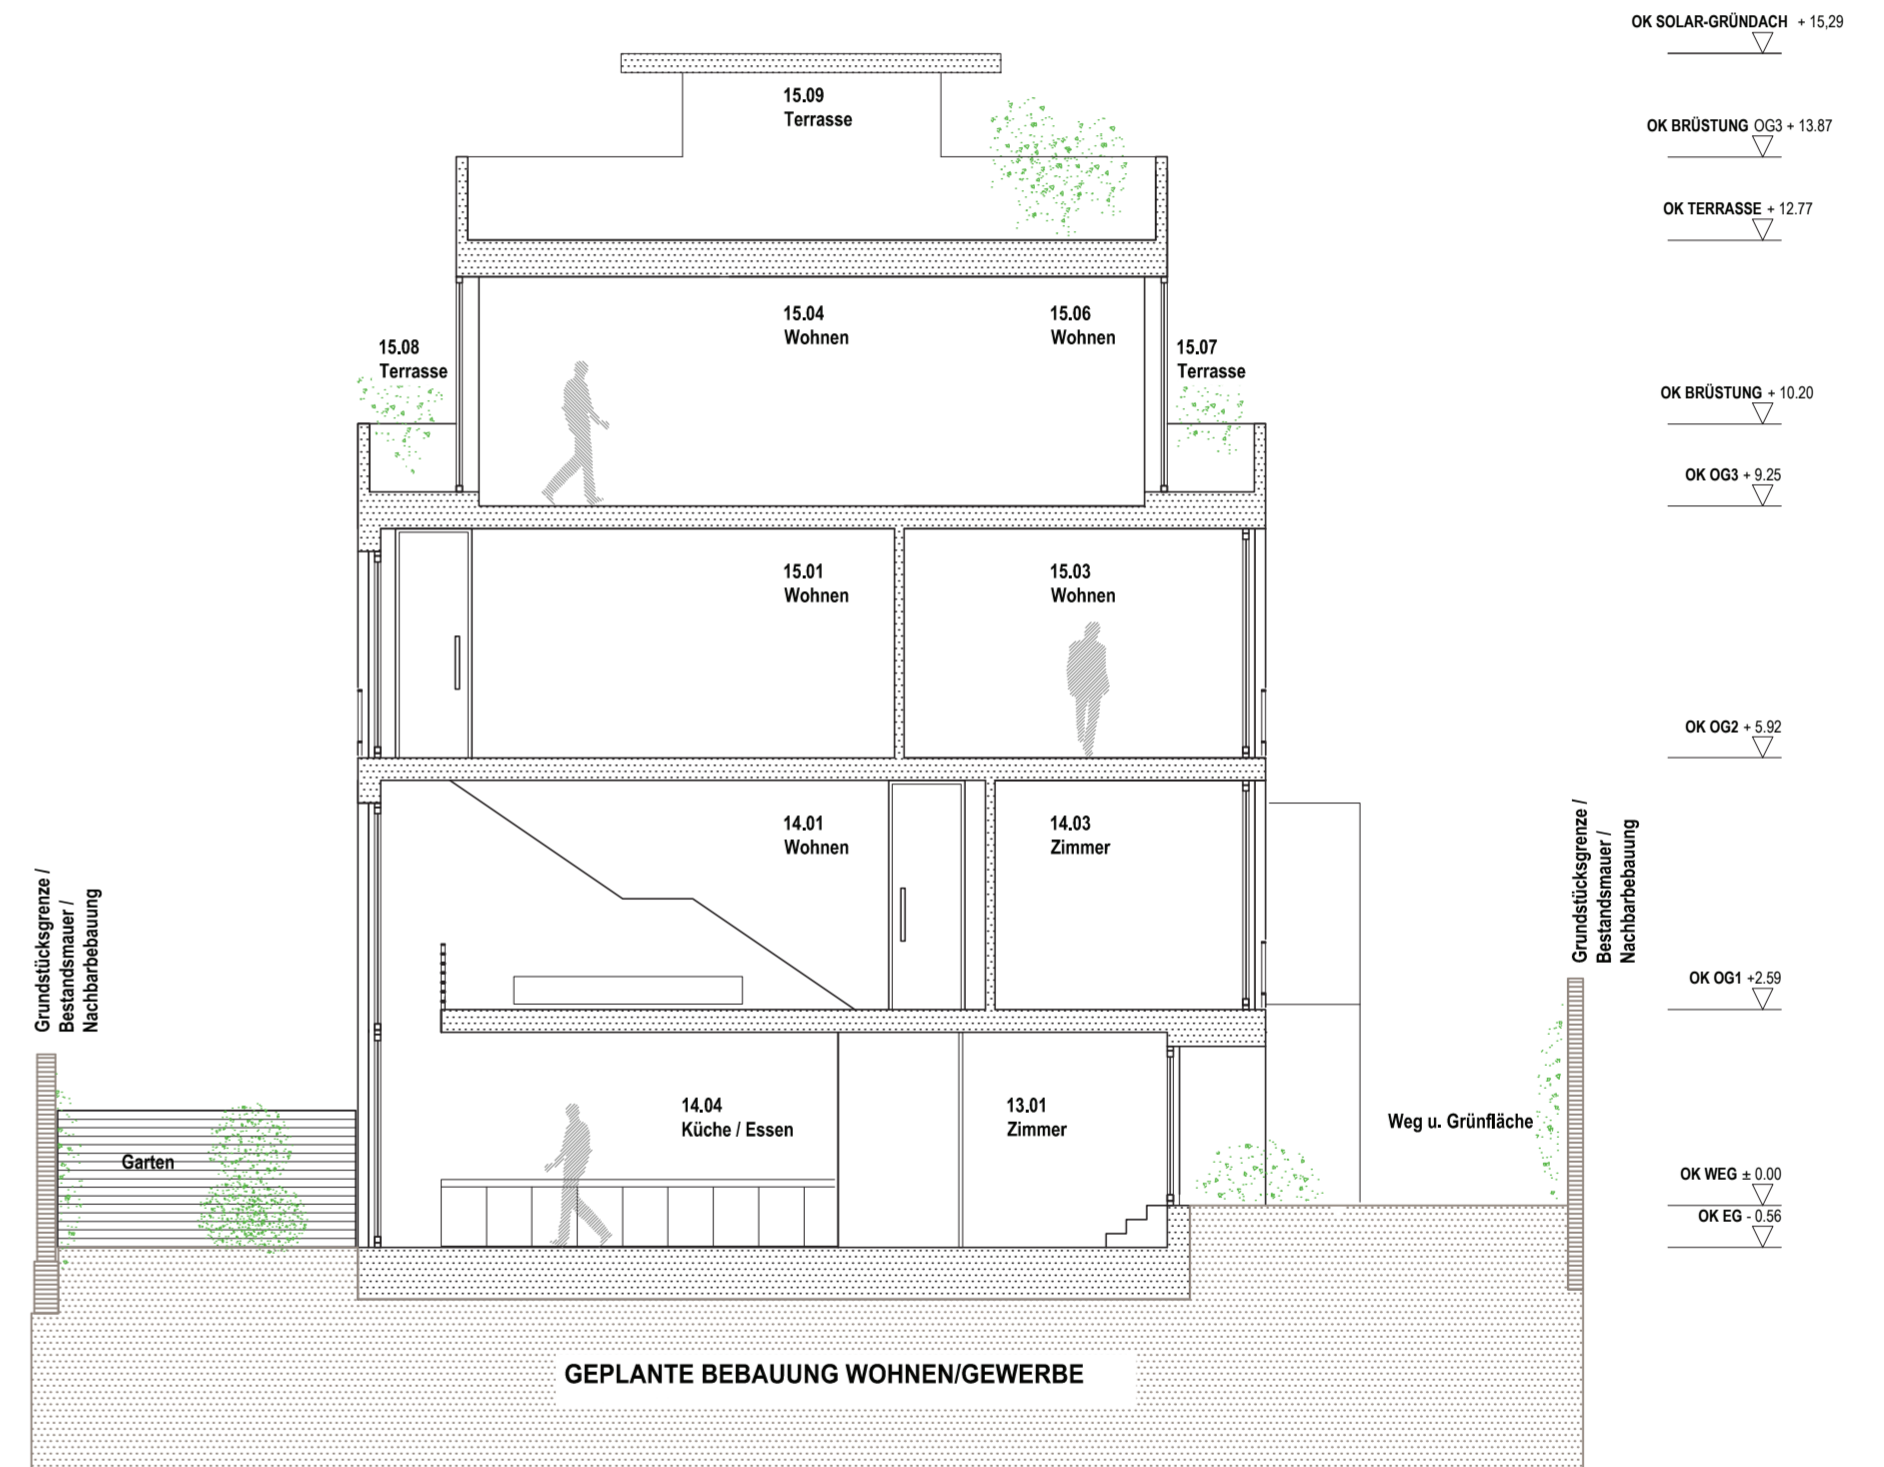 OK SOLAR-GRÜNDACH + 15,29
15.09
Terrasse
OK BRÜSTUNG OG3 + 13.87
OK TERRASSE + 12.77
15.04
Wohnen
15.06
Wohnen
15.08
Terrasse
15.07
Terrasse
OK BRÜSTUNG + 10.20
OK OG3 + 9.25
15.01
Wohnen
15.03
Wohnen
OK OG2 + 5.92
14.01
Wohnen
14.03
Zimmer
Grundstücksgrenze /
Bestandsmauer /
Nachbarbebauung
Grundstücksgrenze /
Bestandsmauer /
Nachbarbebauung
OK OG1 +2.59
14.04
Küche / Essen
13.01
Zimmer
Weg u. Grünfläche
Garten
OK WEG ± 0.00
OK EG - 0.56
GEPLANTE BEBAUUNG WOHNEN/GEWERBE